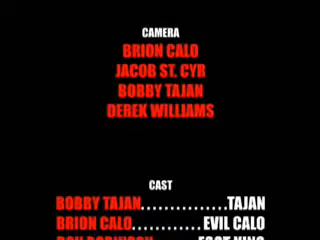 CAMERA
BRION CALO
JACOB ST. CYR
BOBBY TAJAN
DEREK WILLIAMS
CAST
BOBBY TAJAN...............TAJAN
BRION CALO............EVIL CALO